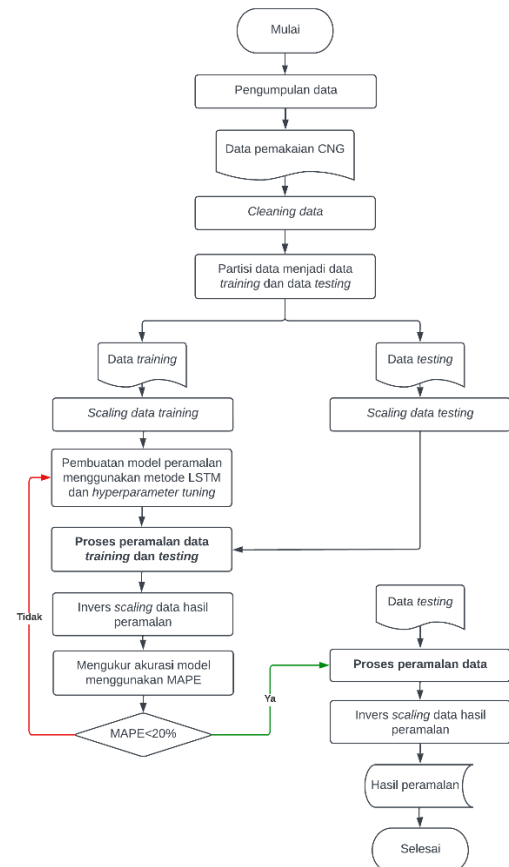 Mulai
Pengumpulan data
Data pemakaian CNG
Cleaning data
Partisi data menjadi data
training dan data testing
Data training
Data testing
Scaling data training
Scaling data testing
Pembuatan model peramalan
menggunakan metode LSTM
dan hyperparameter tuning
Proses peramalan data
training dan testing
Tidak
Invers scaling data hasil
peramalan
Mengukur akurasi model
menggunakan MAPE
MAPE<20%
Ya
Data testing
Proses peramalan data
Invers scaling data hasil
peramalan
Hasil peramalan
Selesai